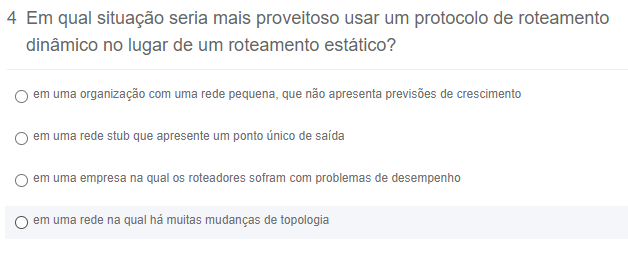 4 Em qual situação seria mais proveitoso usar um protocolo de roteamento
dinâmico no lugar de um roteamento estático?
em uma organização com uma rede pequena, que não apresenta previsões de crescimento
em uma rede stub que apresente um ponto único de saída
em uma empresa na qual os roteadores sofram com problemas de desempenho
em uma rede na qual há muitas mudanças de topologia